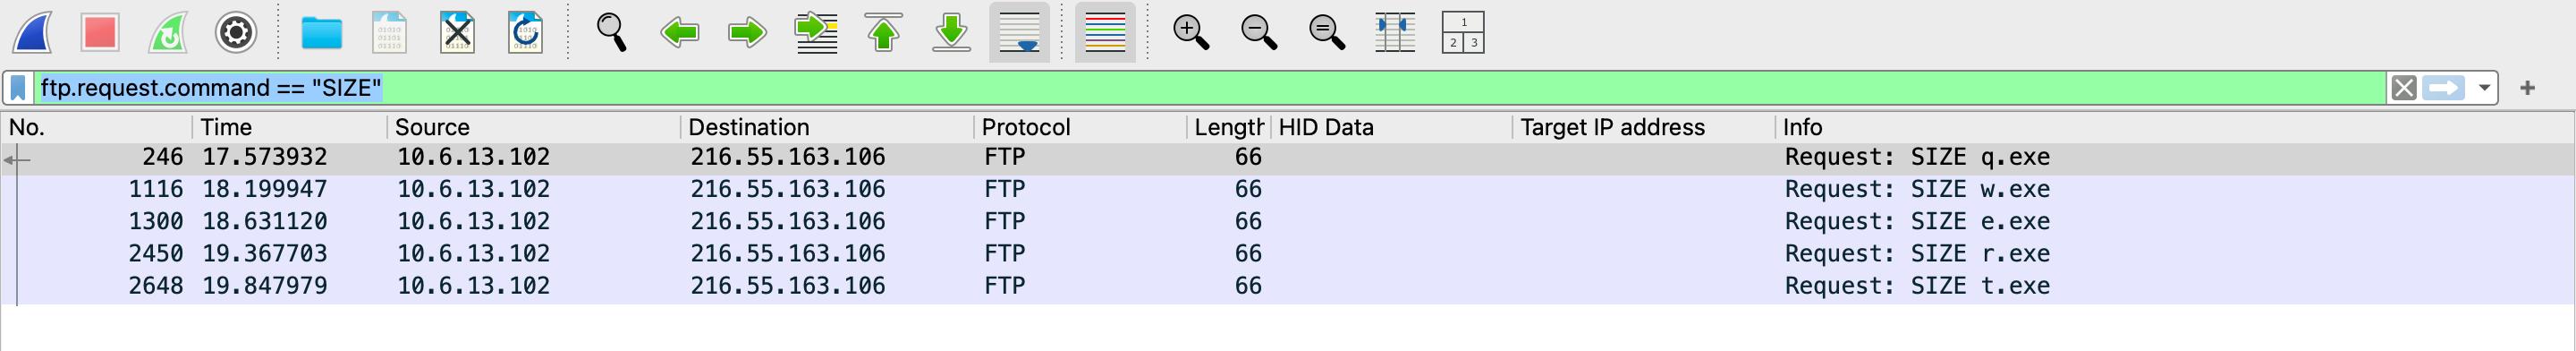 1
2 3
ftp.request.command == "SIZE"
No. Time Source Destination Protocol Length HID Data Target IP address Info
246 17.573932 10.6.13.102 216.55.163.106 FTP 66 Request: SIZE q.exe
1116 18.199947 10.6.13.102 216.55.163.106 FTP 66 Request: SIZE w.exe
1300 18.631120 10.6.13.102 216.55.163.106 FTP 66 Request: SIZE e.exe
2450 19.367703 10.6.13.102 216.55.163.106 FTP 66 Request: SIZE r.exe
2648 19.847979 10.6.13.102 216.55.163.106 FTP 66 Request: SIZE t.exe